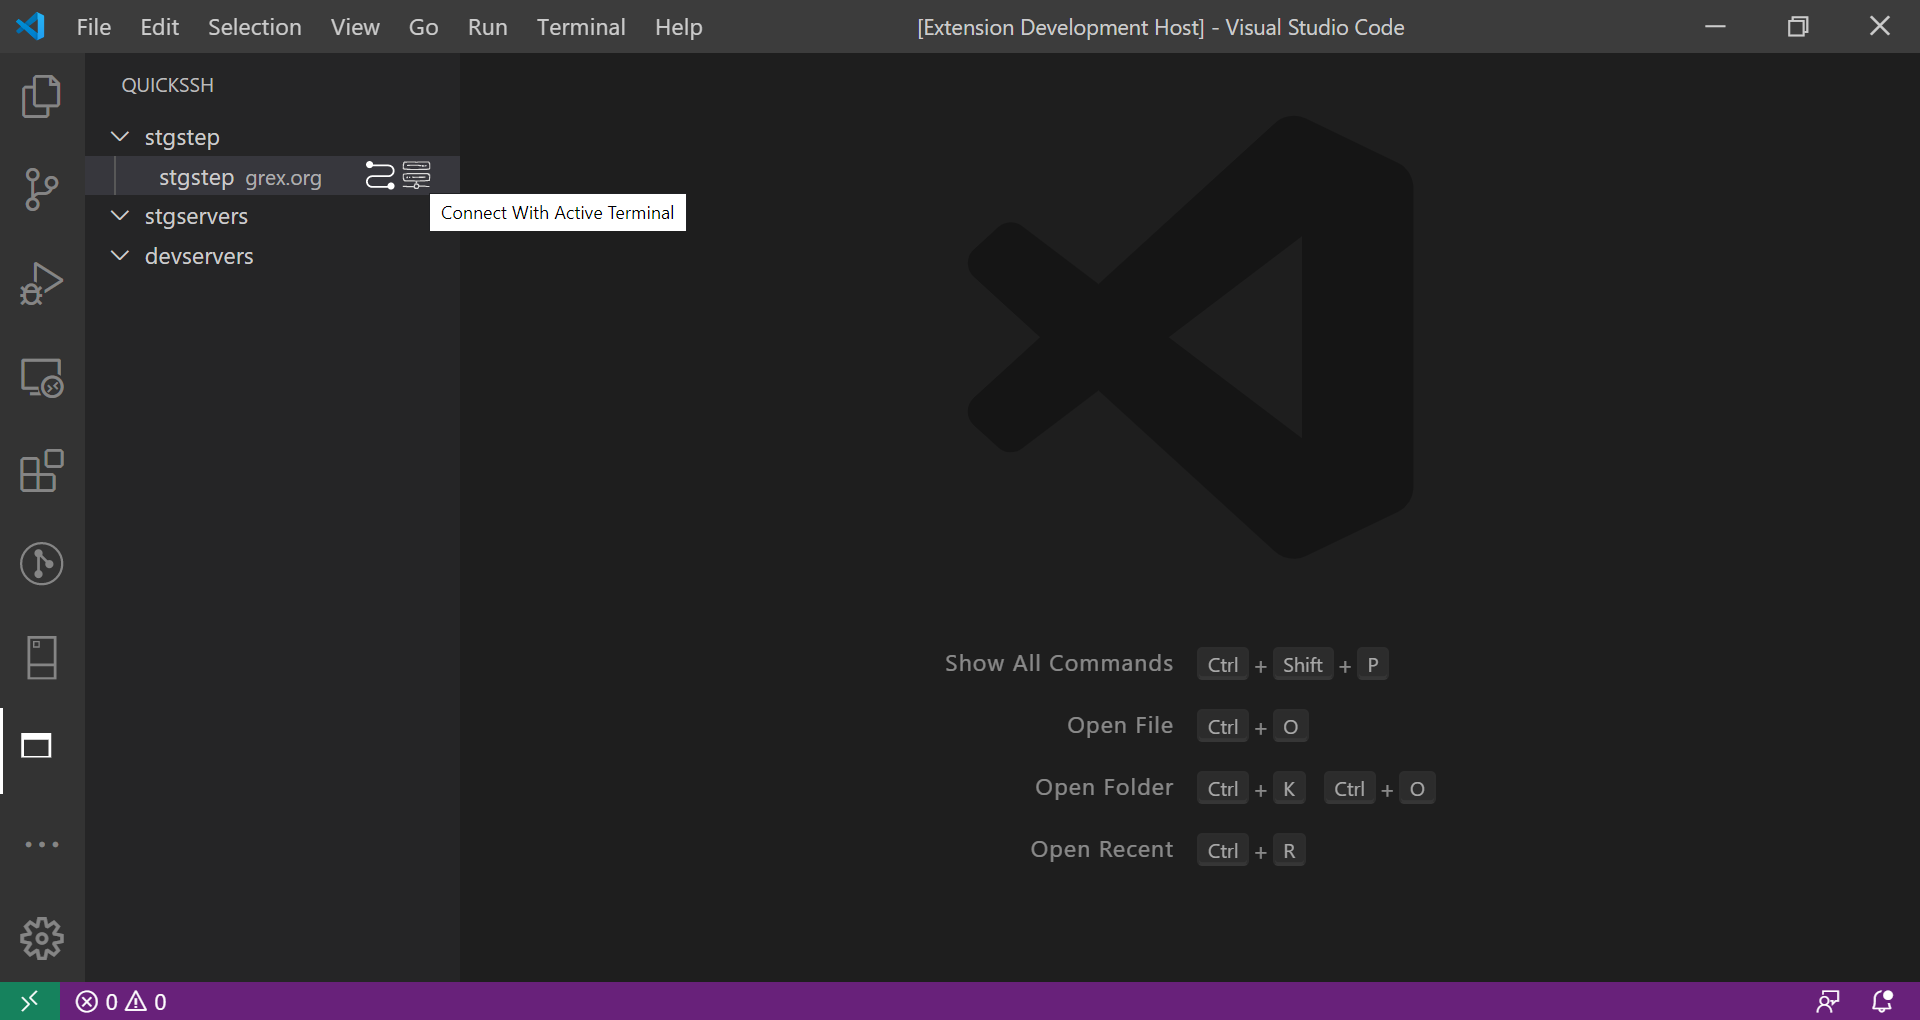 File Edit Selection View Go Run Terminal Help [Extension Development Host] - Visual Studio Code
QUICKSSH
stgstep
stgstep grex.org
Connect With Active Terminal
stgservers
devservers
Show All Commands Ctrl + Shift + P
Open File Ctrl + O
Open Folder Ctrl + K Ctrl + O
Open Recent Ctrl + R
0 0